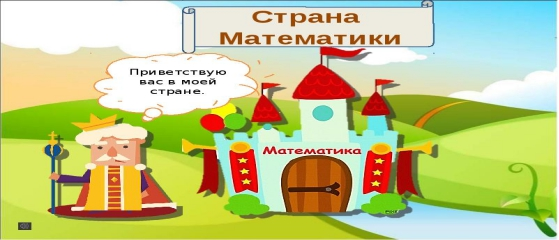 Страна
Математики
Приветствую
вас в моей
стране.
Математика